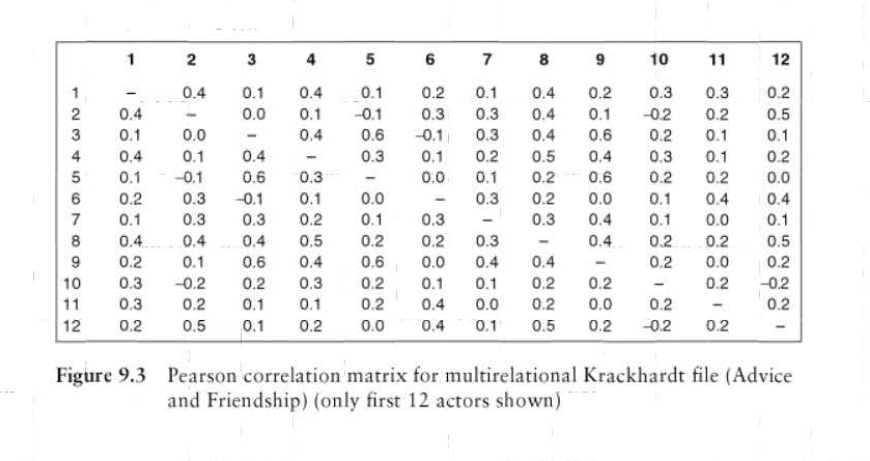 1 2 3 4 5 6 7 8 9 10 11 12
1 – 0.4 0.1 0.4 0.1 0.2 0.1 0.4 0.2 0.3 0.3 0.2
2 0.4 – 0.0 0.1 –0.1 0.3 0.3 0.4 0.1 –0.2 0.2 0.5
3 0.1 0.0 – 0.4 0.6 –0.1 0.3 0.4 0.6 0.2 0.1 0.1
4 0.4 0.1 0.4 – 0.3 0.1 0.2 0.5 0.4 0.3 0.1 0.2
5 0.1 –0.1 0.6 0.3 – 0.0 0.1 0.2 0.6 0.2 0.2 0.0
6 0.2 0.3 –0.1 0.1 0.0 – 0.3 0.2 0.0 0.1 0.4 0.4
7 0.1 0.3 0.3 0.2 0.1 0.3 – 0.3 0.4 0.1 0.0 0.1
8 0.4 0.4 0.4 0.5 0.2 0.2 0.3 – 0.4 0.2 0.2 0.5
9 0.2 0.1 0.6 0.4 0.6 0.0 0.4 0.4 – 0.2 0.0 0.2
10 0.3 –0.2 0.2 0.3 0.2 0.1 0.1 0.2 0.2 – 0.2 –0.2
11 0.3 0.2 0.1 0.1 0.2 0.4 0.0 0.2 0.0 0.2 – 0.2
12 0.2 0.5 0.1 0.2 0.0 0.4 0.1 0.5 0.2 –0.2 0.2 –
Figure 9.3 Pearson correlation matrix for multirelational Krackhardt file (Advice
and Friendship) (only first 12 actors shown)